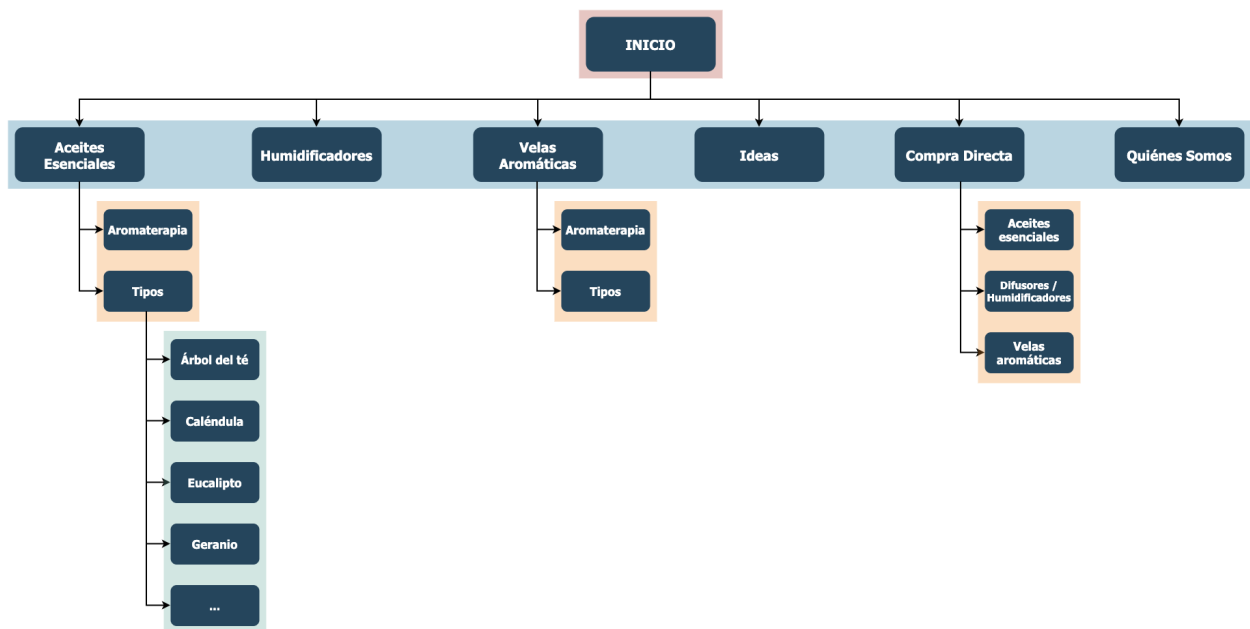 INICIO
Aceites
Esenciales
Humidificadores
Velas
Aromáticas
Ideas
Compra Directa
Quiénes Somos
Aromaterapia
Tipos
Árbol del té
Caléndula
Eucalipto
Geranio
...
Aromaterapia
Tipos
Aceites
esenciales
Difusores /
Humidificadores
Velas
aromáticas